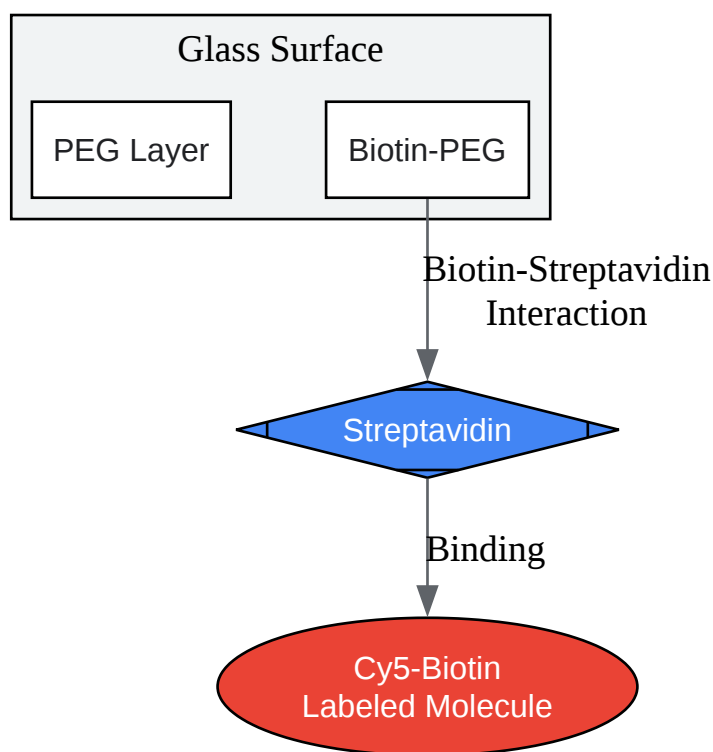 Glass Surface
PEG Layer
Biotin-PEG
Biotin-Streptavidin
Interaction
Streptavidin
Binding
Cy5-Biotin
Labeled Molecule